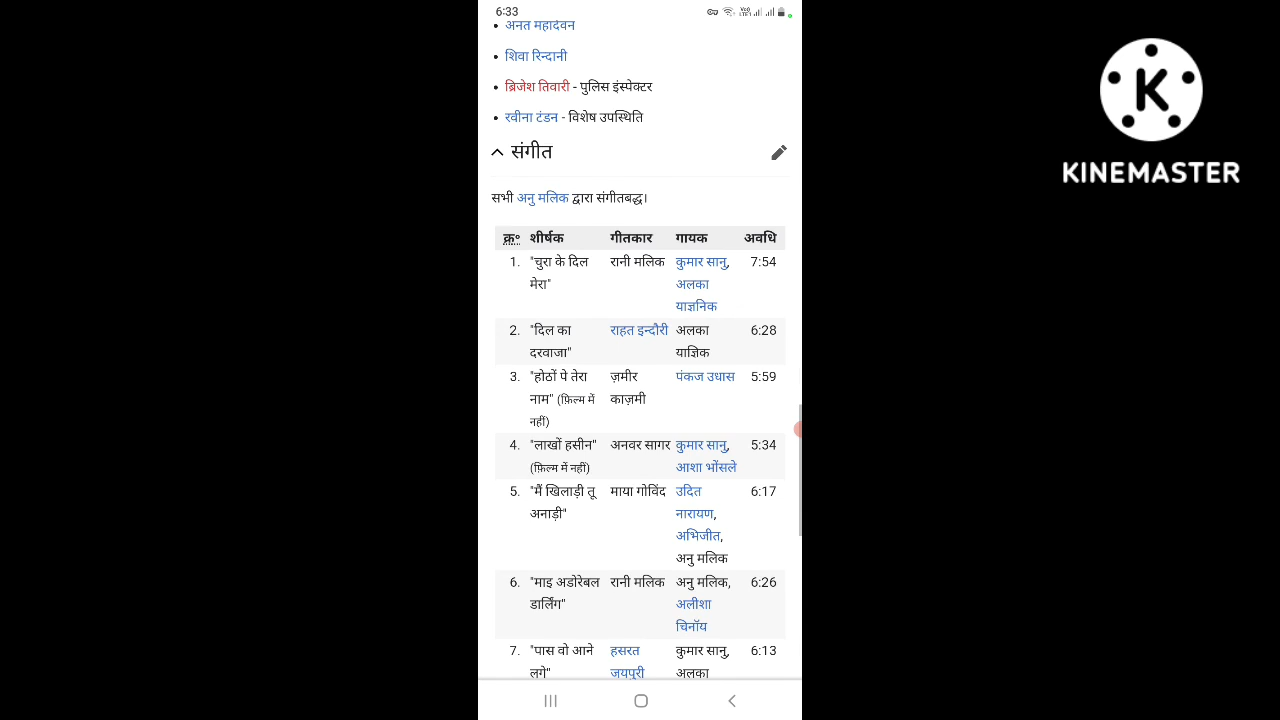 6:33
• अनंत महादेवन
• शिवा रिन्दानी
• ब्रिजेश तिवारी - पुलिस इंस्पेक्टर
• रवीना टंडन - विशेष उपस्थिति
संगीत
सभी अनु मलिक द्वारा संगीतबद्ध।
क्र॰ शीर्षक गीतकार गायक अवधि
1. "चुरा के दिल रानी मलिक कुमार सानु, 7:54
मेरा" अलका
याज्ञनिक
2. "दिल का राहत इन्दौरी अलका 6:28
दरवाजा" याज्ञिक
3. "होठों पे तेरा ज़मीर पंकज उधास 5:59
नाम" (फ़िल्म में काज़मी
नहीं)
4. "लाखों हसीन" अनवर सागर कुमार सानु, 5:34
(फ़िल्म में नहीं) आशा भोंसले
5. "मैं खिलाड़ी तू माया गोविंद उदित 6:17
अनाड़ी" नारायण,
अभिजीत,
अनु मलिक
6. "माइ अडोरेबल रानी मलिक अनु मलिक, 6:26
डार्लिंग" अलीशा
चिनॉय
7. "पास वो आने हसरत कुमार सानु, 6:13
लगे" जयपुरी अलका
K
KINEMASTER